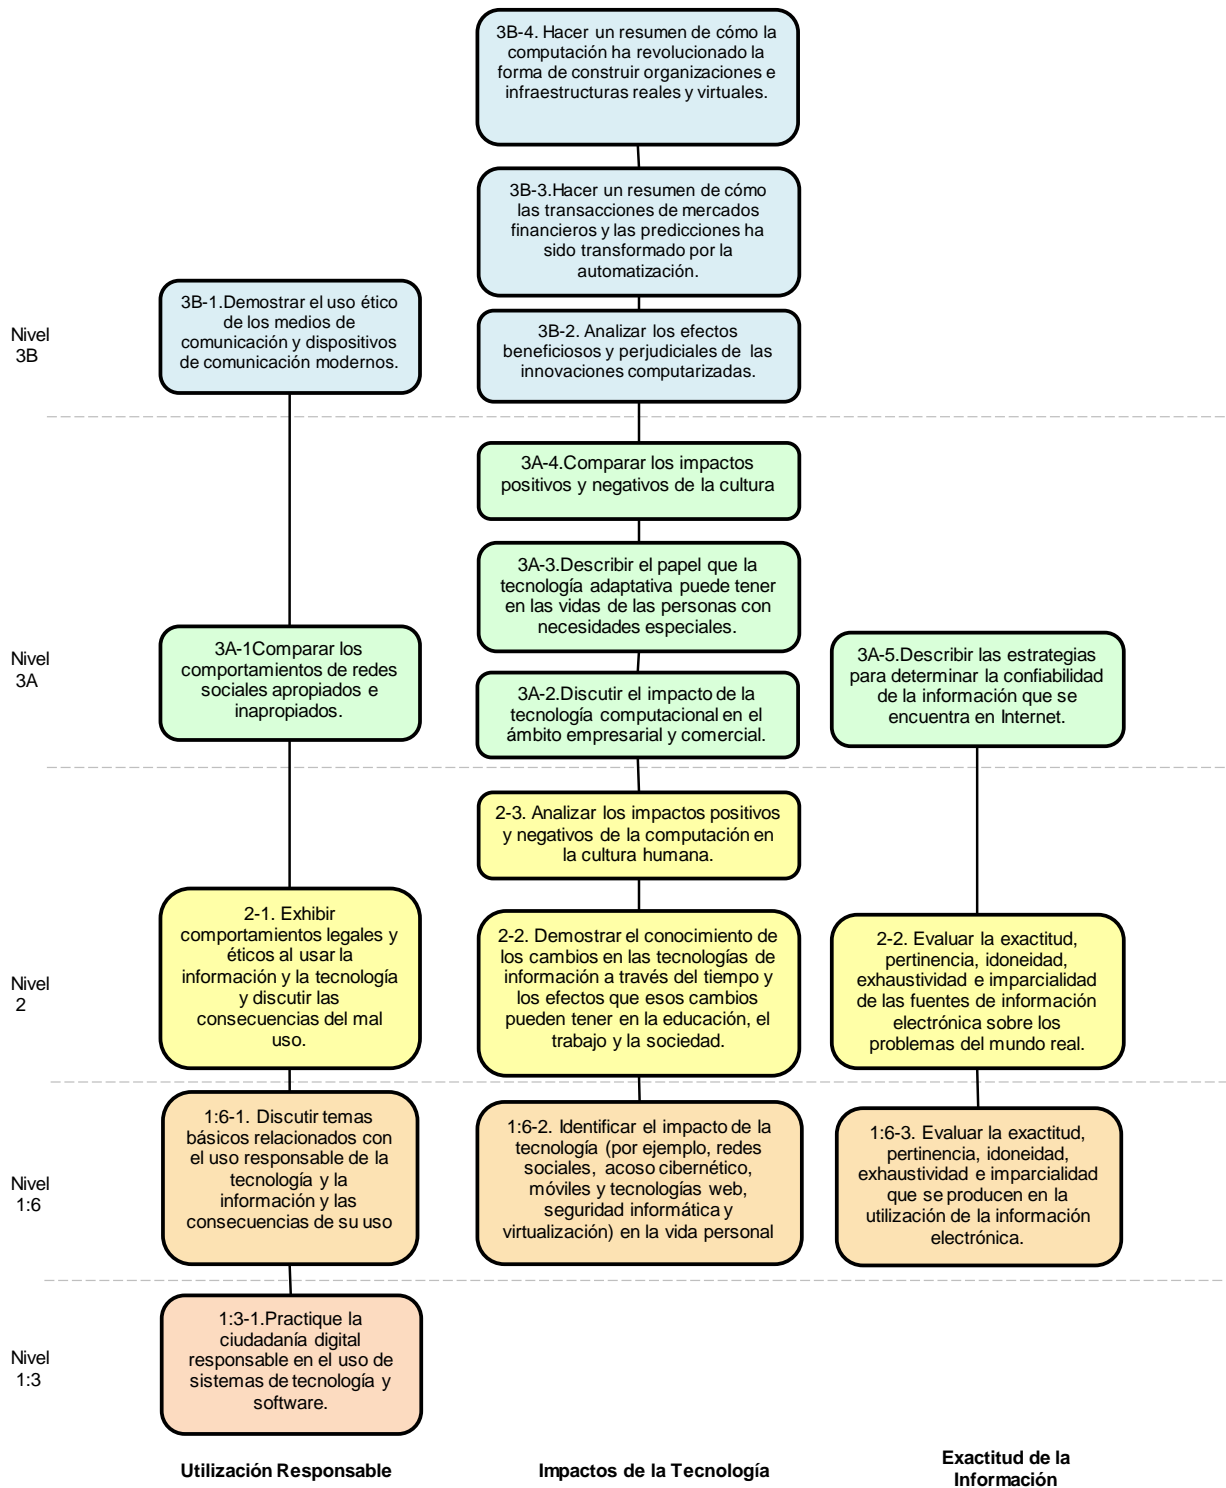 3B-4. Hacer un resumen de cómo la
computación ha revolucionado la
forma de construir organizaciones e
infraestructuras reales y virtuales.
3B-3.Hacer un resumen de cómo
las transacciones de mercados
financieros y las predicciones ha
sido transformado por la
automatización.
Nivel
3B
3B-1.Demostrar el uso ético
de los medios de
comunicación y dispositivos
de comunicación modernos.
3B-2. Analizar los efectos
beneficiosos y perjudiciales de las
innovaciones computarizadas.
3A-4.Comparar los impactos
positivos y negativos de la cultura
3A-3.Describir el papel que la
tecnología adaptativa puede tener
en las vidas de las personas con
necesidades especiales.
Nivel
3A
3A-1Comparar los
comportamientos de redes
sociales apropiados e
inapropiados.
3A-2.Discutir el impacto de la
tecnología computacional en el
ámbito empresarial y comercial.
3A-5.Describir las estrategias
para determinar la confiabilidad
de la información que se
encuentra en Internet.
2-3. Analizar los impactos positivos
y negativos de la computación en
la cultura humana.
Nivel
2
2-1. Exhibir
comportamientos legales y
éticos al usar la
información y la tecnología
y discutir las
consecuencias del mal
uso.
2-2. Demostrar el conocimiento de
los cambios en las tecnologías de
información a través del tiempo y
los efectos que esos cambios
pueden tener en la educación, el
trabajo y la sociedad.
2-2. Evaluar la exactitud,
pertinencia, idoneidad,
exhaustividad e imparcialidad
de las fuentes de información
electrónica sobre los
problemas del mundo real.
Nivel
1:6
1:6-1. Discutir temas
básicos relacionados con
el uso responsable de la
tecnología y la
información y las
consecuencias de su uso
1:6-2. Identificar el impacto de la
tecnología (por ejemplo, redes
sociales, acoso cibernético,
móviles y tecnologías web,
seguridad informática y
virtualización) en la vida personal
1:6-3. Evaluar la exactitud,
pertinencia, idoneidad,
exhaustividad e imparcialidad
que se producen en la
utilización de la información
electrónica.
Nivel
1:3
1:3-1.Practique la
ciudadanía digital
responsable en el uso de
sistemas de tecnología y
software.
Utilización Responsable
Impactos de la Tecnología
Exactitud de la
Información